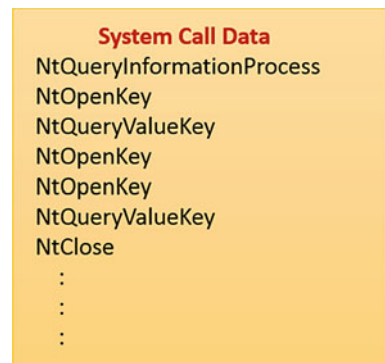 System Call Data
NtQueryInformationProcess
NtOpenKey
NtQueryValueKey
NtOpenKey
NtOpenKey
NtQueryValueKey
NtClose
:
:
: